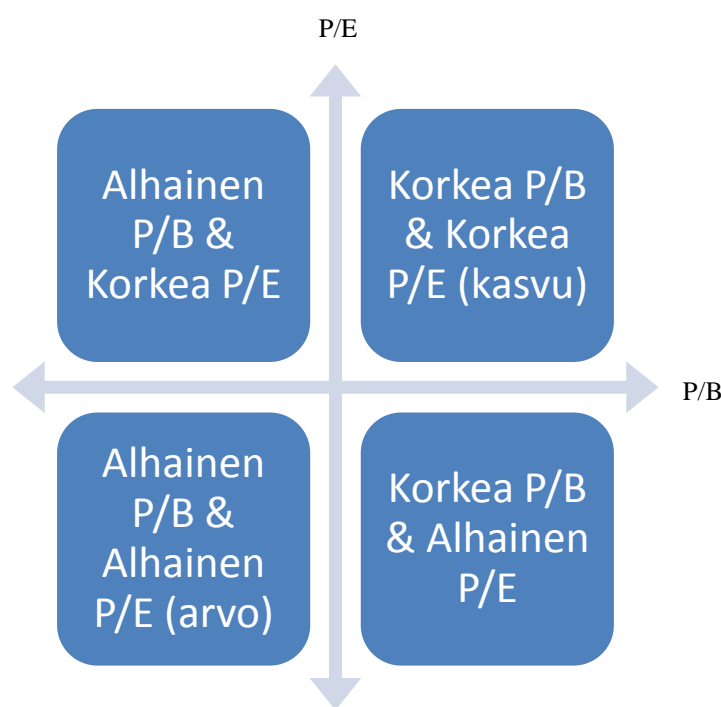 P/E
Alhainen
P/B &
Korkea P/E
Korkea P/B
& Korkea
P/E (kasvu)
P/B
Alhainen
P/B &
Alhainen
P/E (arvo)
Korkea P/B
& Alhainen
P/E